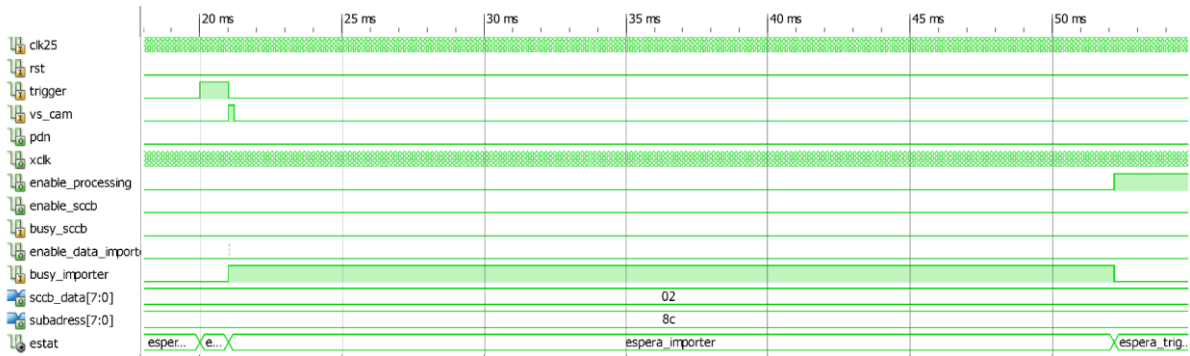 20 ms 25 ms 30 ms 35 ms 40 ms 45 ms 50 ms
clk25
rst
trigger
vs_cam
pdn
xclk
enable_processing
enable_sccb
busy_sccb
enable_data_import
busy_importer
sccb_data[7:0] 02
subadress[7:0] 8c
estat esper... e... espera_importer espera_trig...